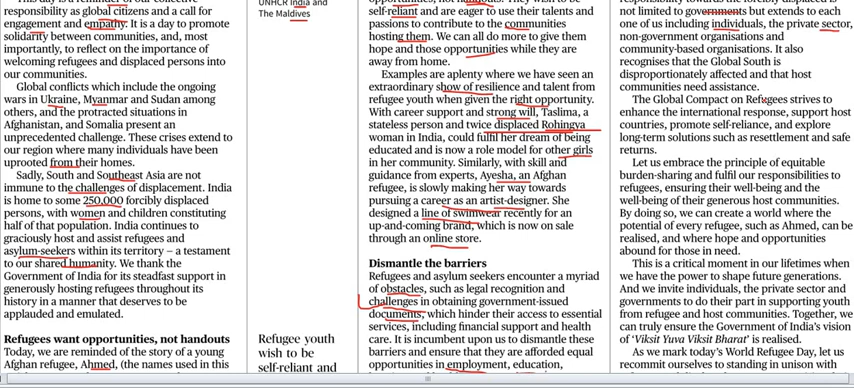 responsibility as global citizens and a call for
engagement and empathy. It is a day to promote
solidarity between communities, and, most
importantly, to reflect on the importance of
welcoming refugees and displaced persons into
our communities.
Global conflicts which include the ongoing
wars in Ukraine, Myanmar and Sudan among
others, and the protracted situations in
Afghanistan, and Somalia present an
unprecedented challenge. These crises extend to
our region where many individuals have been
uprooted from their homes.
Sadly, South and Southeast Asia are not
immune to the challenges of displacement. India
is home to some 250,000 forcibly displaced
persons, with women and children constituting
half of that population. India continues to
graciously host and assist refugees and
asylum-seekers within its territory – a testament
to our shared humanity. We thank the
Government of India for its steadfast support in
generously hosting refugees throughout its
history in a manner that deserves to be
applauded and emulated.
Refugees want opportunities, not handouts
Today, we are reminded of the story of a young
Afghan refugee, Ahmed, (the names used in this
UNHCR India and
The Maldives
Refugee youth
wish to be
self-reliant and
self-reliant and are eager to use their talents and
passions to contribute to the communities
hosting them. We can all do more to give them
hope and those opportunities while they are
away from home.
Examples are aplenty where we have seen an
extraordinary show of resilience and talent from
refugee youth when given the right opportunity.
With career support and strong will, Taslima, a
stateless person and twice displaced Rohingya
woman in India, could fulfil her dream of being
educated and is now a role model for other girls
in her community. Similarly, with skill and
guidance from experts, Ayesha, an Afghan
refugee, is slowly making her way towards
pursuing a career as an artist-designer. She
designed a line of swimwear recently for an
up-and-coming brand, which is now on sale
through an online store.
Dismantle the barriers
Refugees and asylum seekers encounter a myriad
of obstacles, such as legal recognition and
challenges in obtaining government-issued
documents, which hinder their access to essential
services, including financial support and health
care. It is incumbent upon us to dismantle these
barriers and ensure that they are afforded equal
opportunities in employment, education,
not limited to governments but extends to each
one of us including individuals, the private sector,
non-government organisations and
community-based organisations. It also
recognises that the Global South is
disproportionately affected and that host
communities need assistance.
The Global Compact on Refugees strives to
enhance the international response, support host
countries, promote self-reliance, and explore
long-term solutions such as resettlement and safe
returns.
Let us embrace the principle of equitable
burden-sharing and fulfil our responsibilities to
refugees, ensuring their well-being and the
well-being of their generous host communities.
By doing so, we can create a world where the
potential of every refugee, such as Ahmed, can be
realised, and where hope and opportunities
abound for those in need.
This is a critical moment in our lifetimes when
we have the power to shape future generations.
And we invite individuals, the private sector and
governments to do their part in supporting youth
from refugee and host communities. Together, we
can truly ensure the Government of India's vision
of 'Viksit Yuva Viksit Bharat' is realised.
As we mark today's World Refugee Day, let us
recommit ourselves to standing in unison with